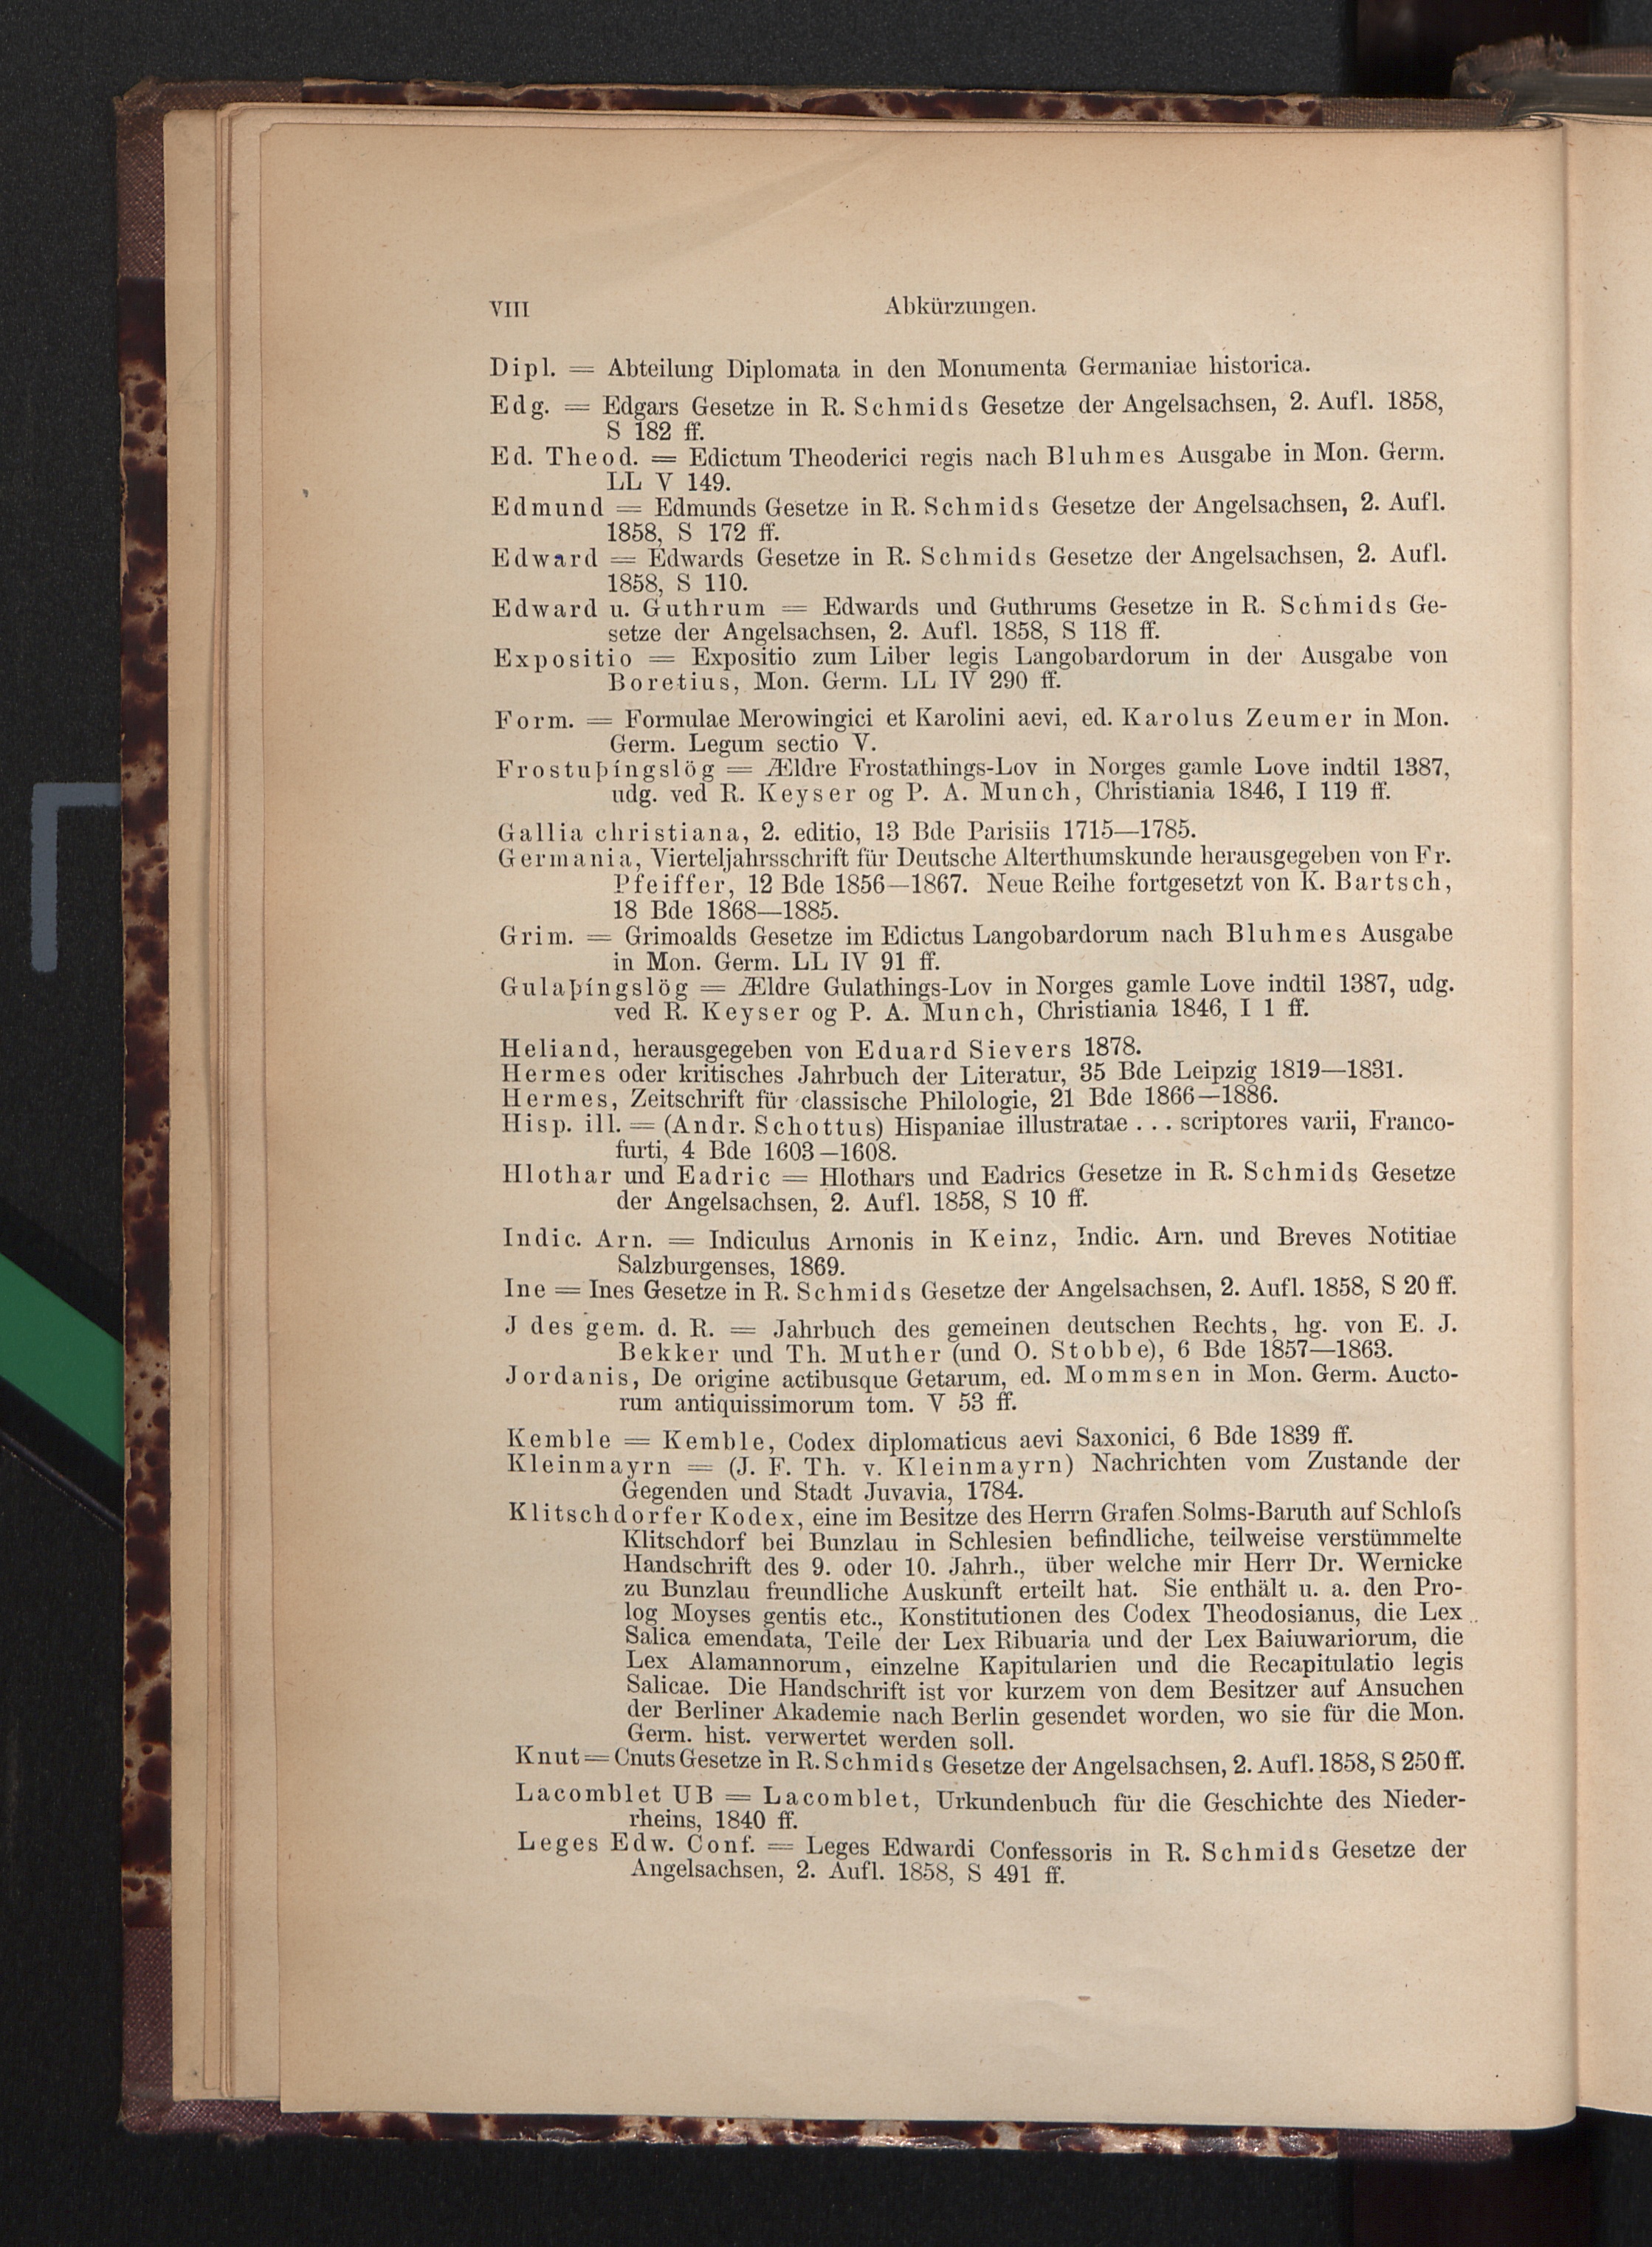 VIII Abkürzungen.
Dipl. = Abteilung Diplomata in den Monumenta Germaniae historica.
Edg. = Edgars Gesetze in R. Schmids Gesetze der Angelsachsen, 2. Aufl. 1858,
S 182 ff.
Ed. Theod. = Edictum Theoderici regis nach Bluhmes Ausgabe in Mon. Germ.
LL V 149.
Edmund = Edmunds Gesetze in R. Schmids Gesetze der Angelsachsen, 2. Aufl.
1858, S 172 ff.
Edward = Edwards Gesetze in R. Schmids Gesetze der Angelsachsen, 2. Aufl.
1858, S 110.
Edward u. Guthrum = Edwards und Guthrums Gesetze in R. Schmids Ge-
setze der Angelsachsen, 2. Aufl. 1858, S 118 ff.
Expositio = Expositio zum Liber legis Langobardorum in der Ausgabe von
Boretius, Mon. Germ. LL IV 290 ff.
Form. = Formulae Merowingici et Karolini aevi, ed. Karolus Zeumer in Mon.
Germ. Legum sectio V.
Frostuþíngslög = Ældre Frostathings-Lov in Norges gamle Love indtil 1387,
udg. ved R. Keyser og P. A. Munch, Christiania 1846, I 119 ff.
Gallia christiana, 2. editio, 13 Bde Parisiis 1715—1785.
Germania, Vierteljahrsschrift für Deutsche Alterthumskunde herausgegeben von Fr.
Pfeiffer, 12 Bde 1856—1867. Neue Reihe fortgesetzt von K. Bartsch,
18 Bde 1868—1885.
Grim. = Grimoalds Gesetze im Edictus Langobardorum nach Bluhmes Ausgabe
in Mon. Germ. LL IV 91 ff.
Gulaþíngslög = Ældre Gulathings-Lov in Norges gamle Love indtil 1387, udg.
ved R. Keyser og P. A. Munch, Christiania 1846, I 1 ff.
Heliand, herausgegeben von Eduard Sievers 1878.
Hermes oder kritisches Jahrbuch der Literatur, 35 Bde Leipzig 1819—1831.
Hermes, Zeitschrift für classische Philologie, 21 Bde 1866—1886.
Hisp. ill. = (Andr. Schottus) Hispaniae illustratae . . . scriptores varii, Franco-
furti, 4 Bde 1603—1608.
Hlothar und Eadric = Hlothars und Eadrics Gesetze in R. Schmids Gesetze
der Angelsachsen, 2. Aufl. 1858, S 10 ff.
Indic. Arn. = Indiculus Arnonis in Keinz, Indic. Arn. und Breves Notitiae
Salzburgenses, 1869.
Ine = Ines Gesetze in R. Schmids Gesetze der Angelsachsen, 2. Aufl. 1858, S 20 ff.
J des gem. d. R. = Jahrbuch des gemeinen deutschen Rechts, hg. von E. J.
Bekker und Th. Muther (und O. Stobbe), 6 Bde 1857—1863.
Jordanis, De origine actibusque Getarum, ed. Mommsen in Mon. Germ. Aucto-
rum antiquissimorum tom. V 53 ff.
Kemble = Kemble, Codex diplomaticus aevi Saxonici, 6 Bde 1839 ff.
Kleinmayrn = (J. F. Th. v. Kleinmayrn) Nachrichten vom Zustande der
Gegenden und Stadt Juvavia, 1784.
Klitschdorfer Kodex, eine im Besitze des Herrn Grafen Solms-Baruth auf Schloſs
Klitschdorf bei Bunzlau in Schlesien befindliche, teilweise verstümmelte
Handschrift des 9. oder 10. Jahrh., über welche mir Herr Dr. Wernicke
zu Bunzlau freundliche Auskunft erteilt hat. Sie enthält u. a. den Pro-
log Moyses gentis etc., Konstitutionen des Codex Theodosianus, die Lex
Salica emendata, Teile der Lex Ribuaria und der Lex Baiuwariorum, die
Lex Alamannorum, einzelne Kapitularien und die Recapitulatio legis
Salicae. Die Handschrift ist vor kurzem von dem Besitzer auf Ansuchen
der Berliner Akademie nach Berlin gesendet worden, wo sie für die Mon.
Germ. hist. verwertet werden soll.
Knut = Cnuts Gesetze in R. Schmids Gesetze der Angelsachsen, 2. Aufl. 1858, S 250 ff.
Lacomblet UB = Lacomblet, Urkundenbuch für die Geschichte des Nieder-
rheins, 1840 ff.
Leges Edw. Conf. = Leges Edwardi Confessoris in R. Schmids Gesetze der
Angelsachsen, 2. Aufl. 1858, S 491 ff.